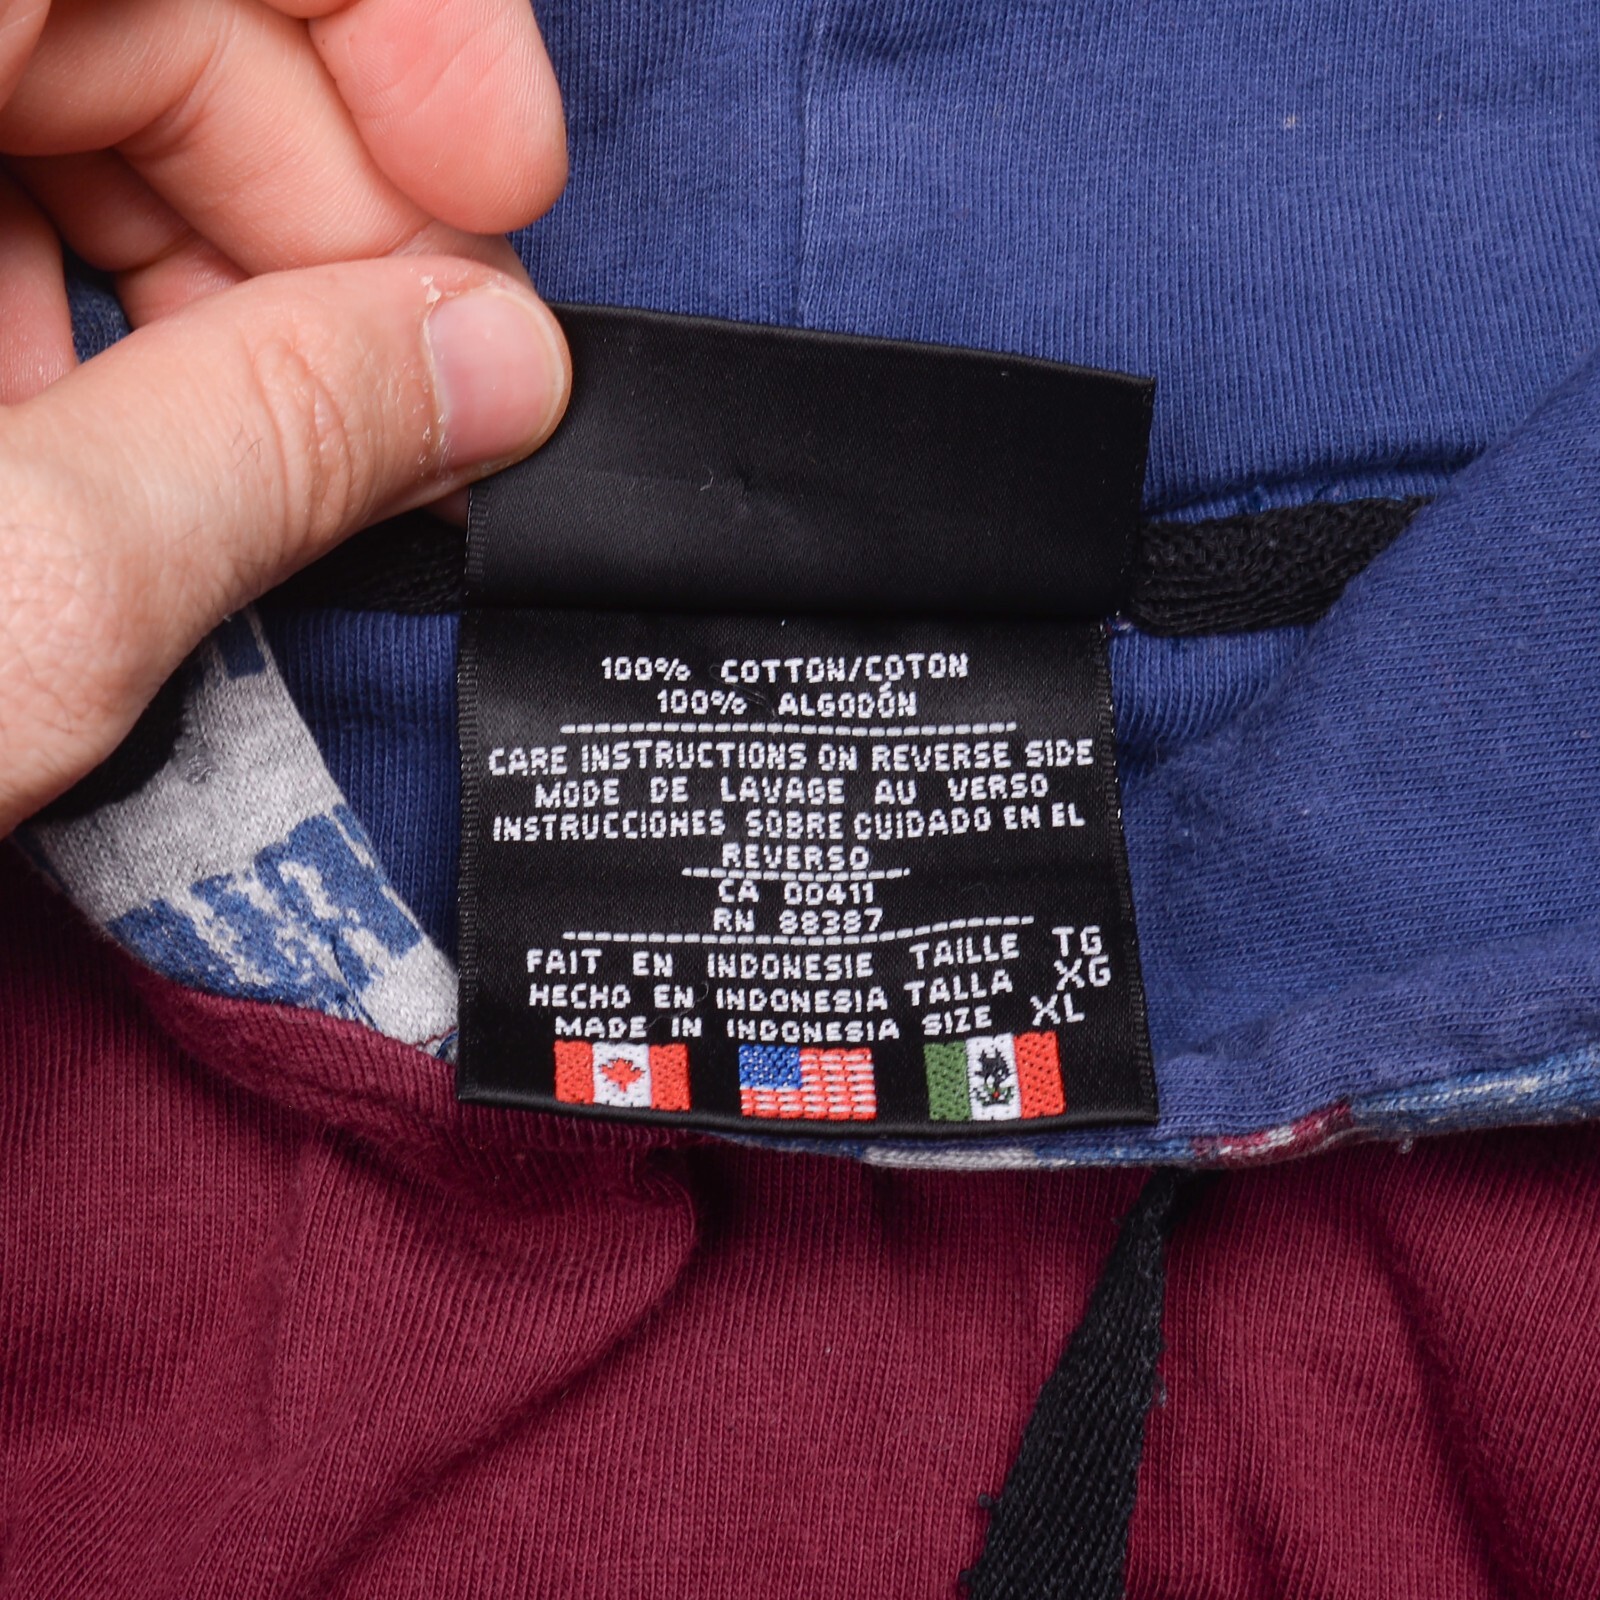 100% COTTON/COTON
100% ALGODÓN
CARE INSTRUCTIONS ON REVERSE SIDE
MODE DE LAVAGE AU VERSO
INSTRUCCIONES SOBRE CUIDADO EN EL
REVERSO
CA 00411
RN 88387
FAIT EN INDONESIE TAILLE TG
HECHO EN INDONESIA TALLA XG
MADE IN INDONESIA SIZE XL